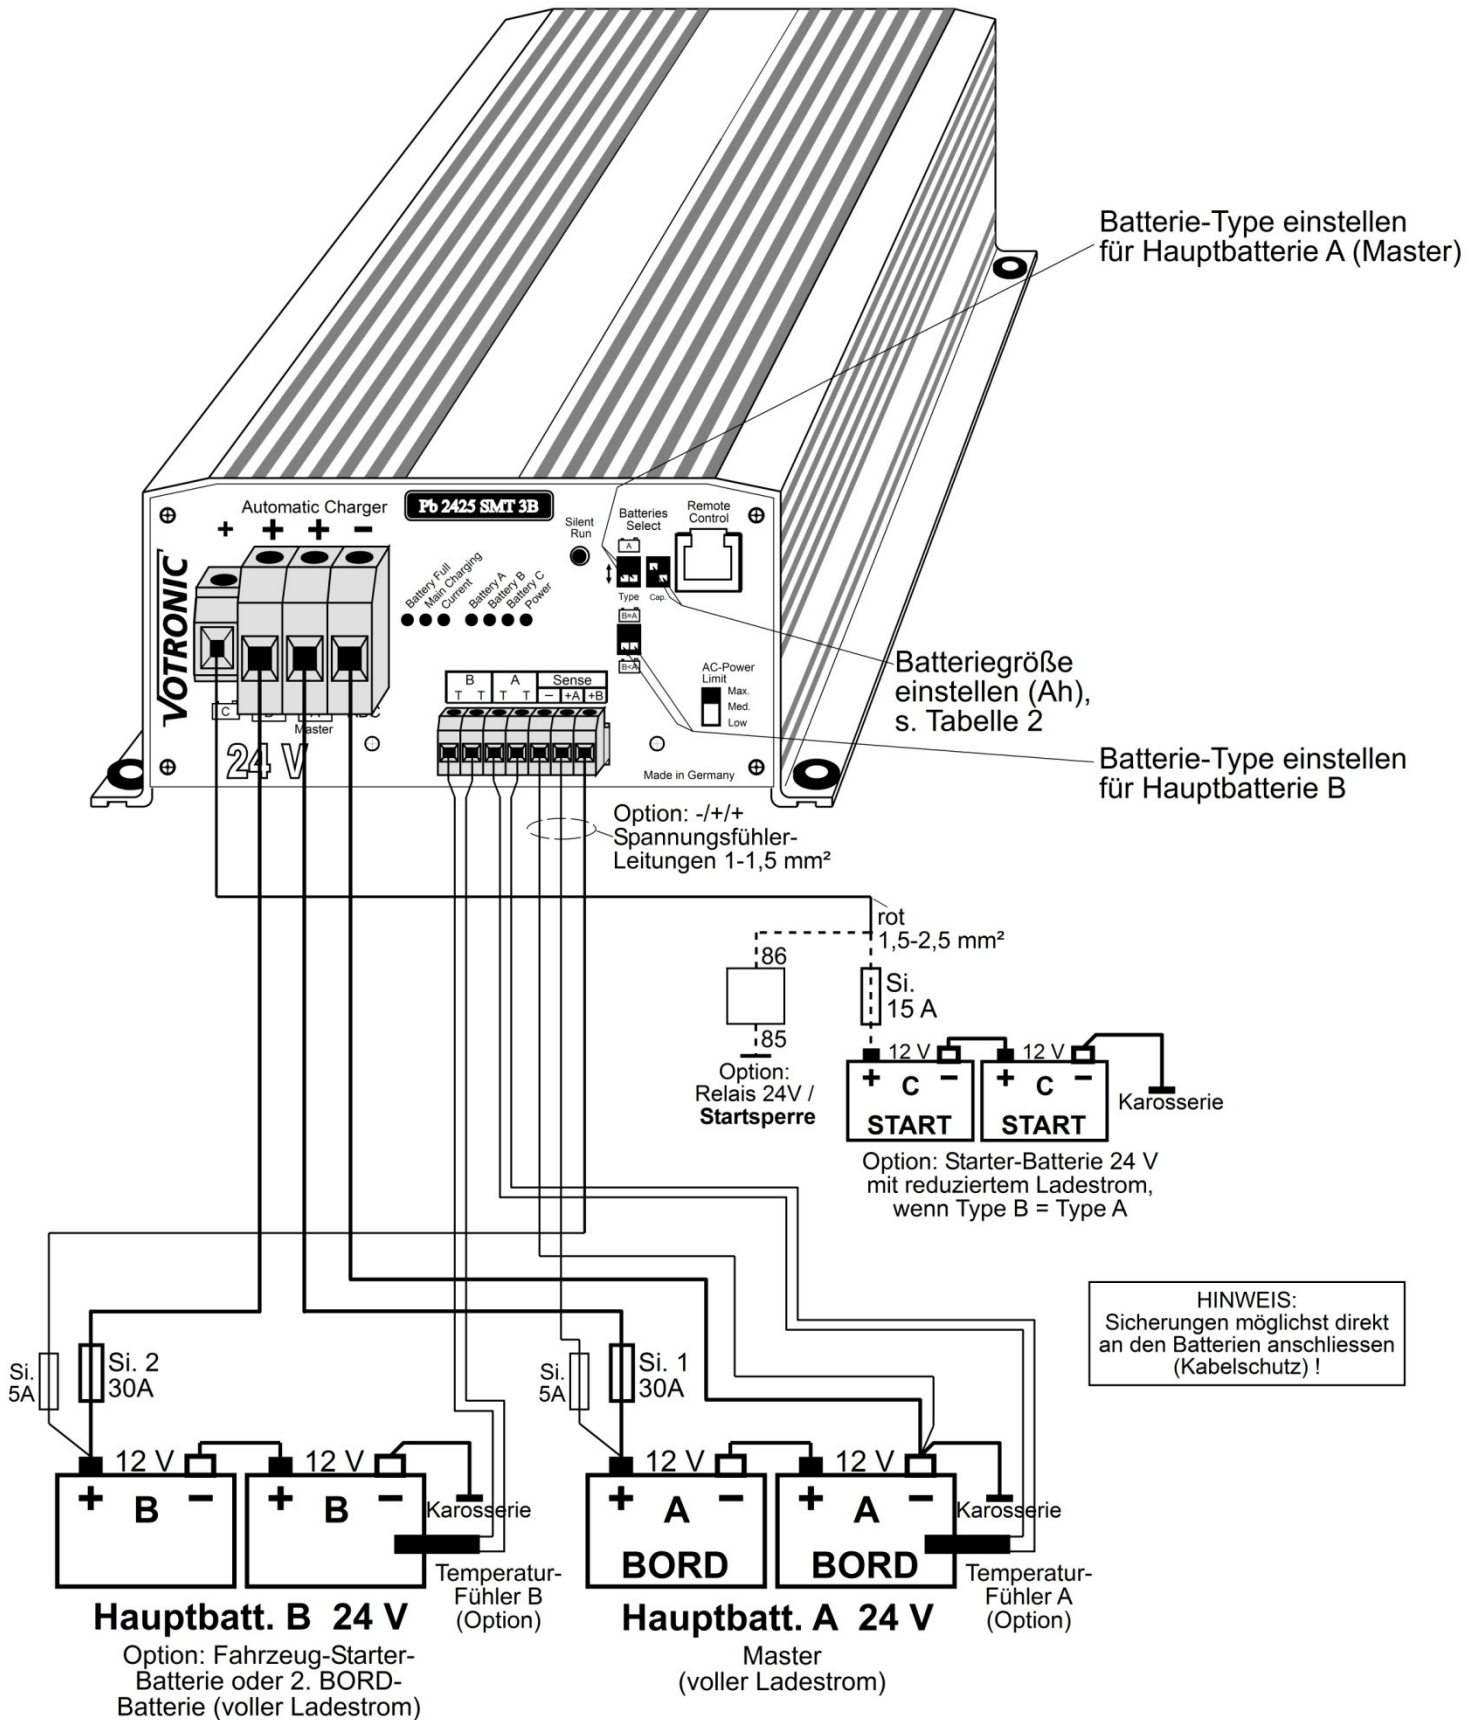 Batterie-Type einstellen
für Hauptbatterie A (Master)
Automatic Charger
Pb 2425 SMT 3B
Silent
Run
Batteries
Select
Remote
Control
+ + + −
A
VOTRONIC
Battery Full
Main Charging
Current
Battery A
Battery B
Battery C
Power
Type
Cap.
B=A
B<A
AC-Power
Limit
Max.
Med.
Low
B A Sense
T T T T − +A +B
C
Master
24 V
Made in Germany
Batteriegröße
einstellen (Ah),
s. Tabelle 2
Batterie-Type einstellen
für Hauptbatterie B
Option: -/+/+
Spannungsfühler-
Leitungen 1-1,5 mm²
rot
1,5-2,5 mm²
86
85
Si.
15 A
Option:
Relais 24V /
Startsperre
12 V 12 V
+ C − + C −
START START
Karosserie
Option: Starter-Batterie 24 V
mit reduziertem Ladestrom,
wenn Type B = Type A
HINWEIS:
Sicherungen möglichst direkt
an den Batterien anschliessen
(Kabelschutz) !
Si.
5A
Si. 2
30A
Si.
5A
Si. 1
30A
12 V 12 V
+ B − + B −
Karosserie
Temperatur-
Fühler B
(Option)
12 V 12 V
+ A − + A −
BORD BORD
Karosserie
Temperatur-
Fühler A
(Option)
Hauptbatt. B 24 V
Option: Fahrzeug-Starter-
Batterie oder 2. BORD-
Batterie (voller Ladestrom)
Hauptbatt. A 24 V
Master
(voller Ladestrom)